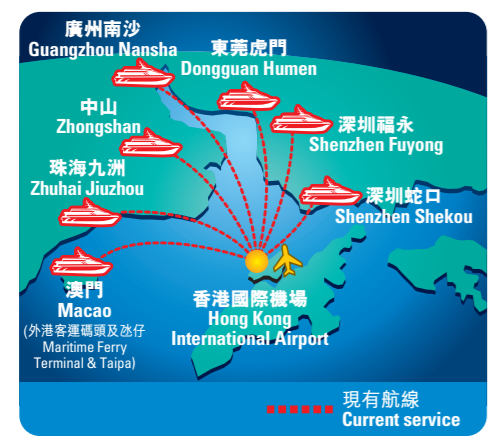 廣州南沙
Guangzhou Nansha
東莞虎門
Dongguan Humen
中山
Zhongshan
深圳福永
Shenzhen Fuyong
珠海九洲
Zhuhai Jiuzhou
深圳蛇口
Shenzhen Shekou
澳門
Macao
(外港客運碼頭及氹仔
Maritime Ferry
Terminal & Taipa)
香港國際機場
Hong Kong
International Airport
現有航線
Current service